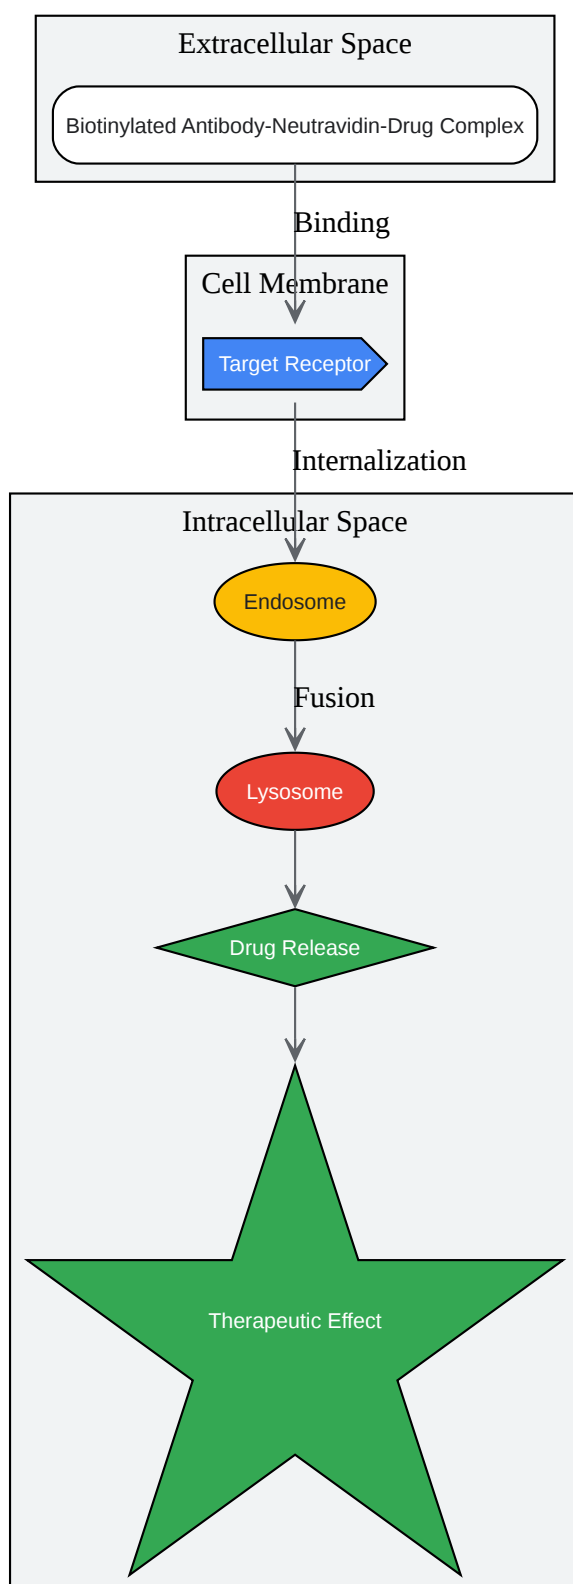 Extracellular Space
Biotinylated Antibody-Neutravidin-Drug Complex
Binding
Cell Membrane
Target Receptor
Internalization
Intracellular Space
Endosome
Fusion
Lysosome
Drug Release
Therapeutic Effect